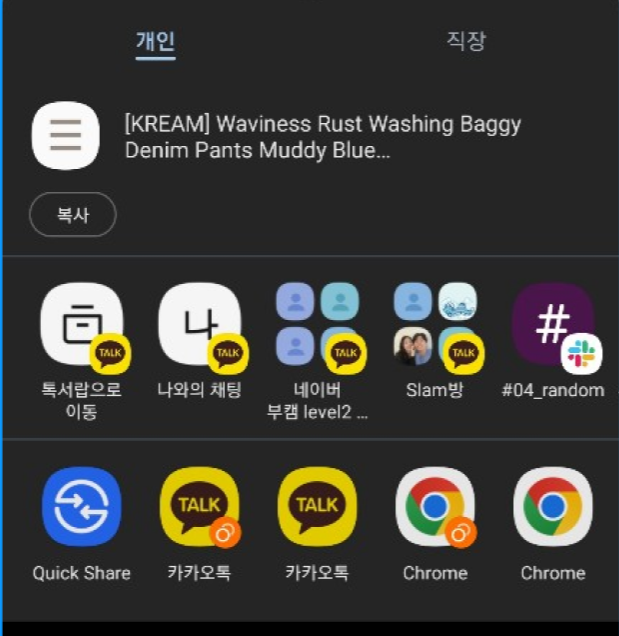 개인
직장
[KREAM] Waviness Rust Washing Baggy
Denim Pants Muddy Blue...
복사
TALK
나
TALK
TALK
TALK
#
톡서랍으로
이동
나와의 채팅
네이버
부캠 level2 ...
Slam방
#04_random
TALK
TALK
Quick Share
카카오톡
카카오톡
Chrome
Chrome